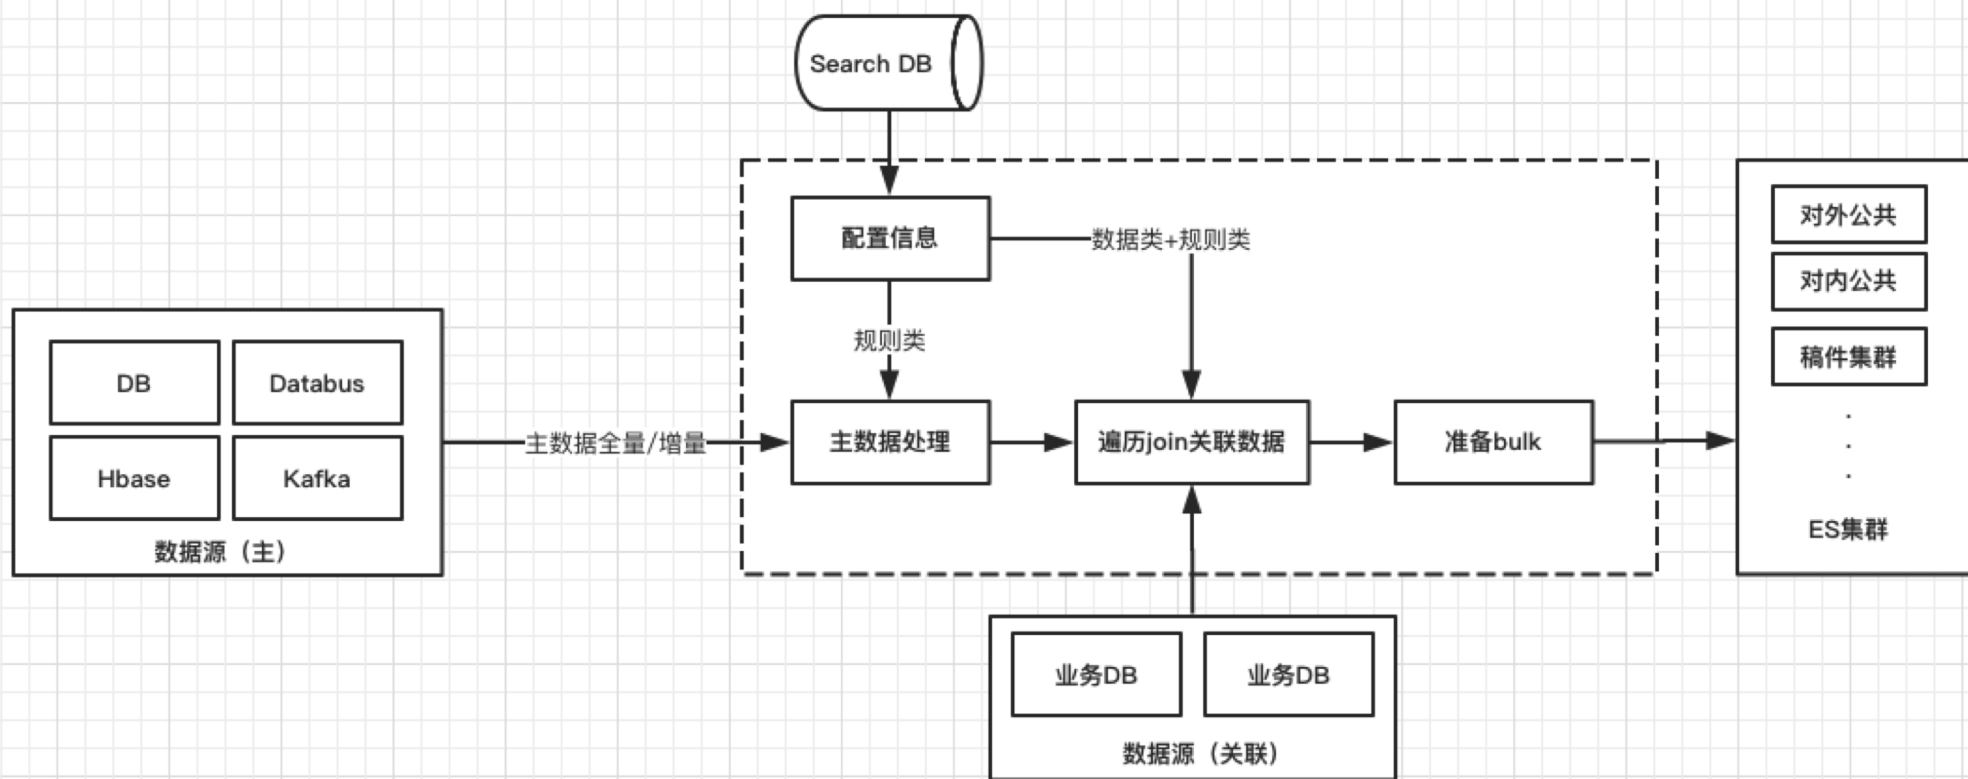 Search DB
配置信息
数据类+规则类
规则类
DB
Databus
Hbase
Kafka
数据源（主）
主数据全量/增量
主数据处理
遍历join关联数据
准备bulk
业务DB
业务DB
数据源（关联）
对外公共
对内公共
稿件集群
.
.
.
ES集群